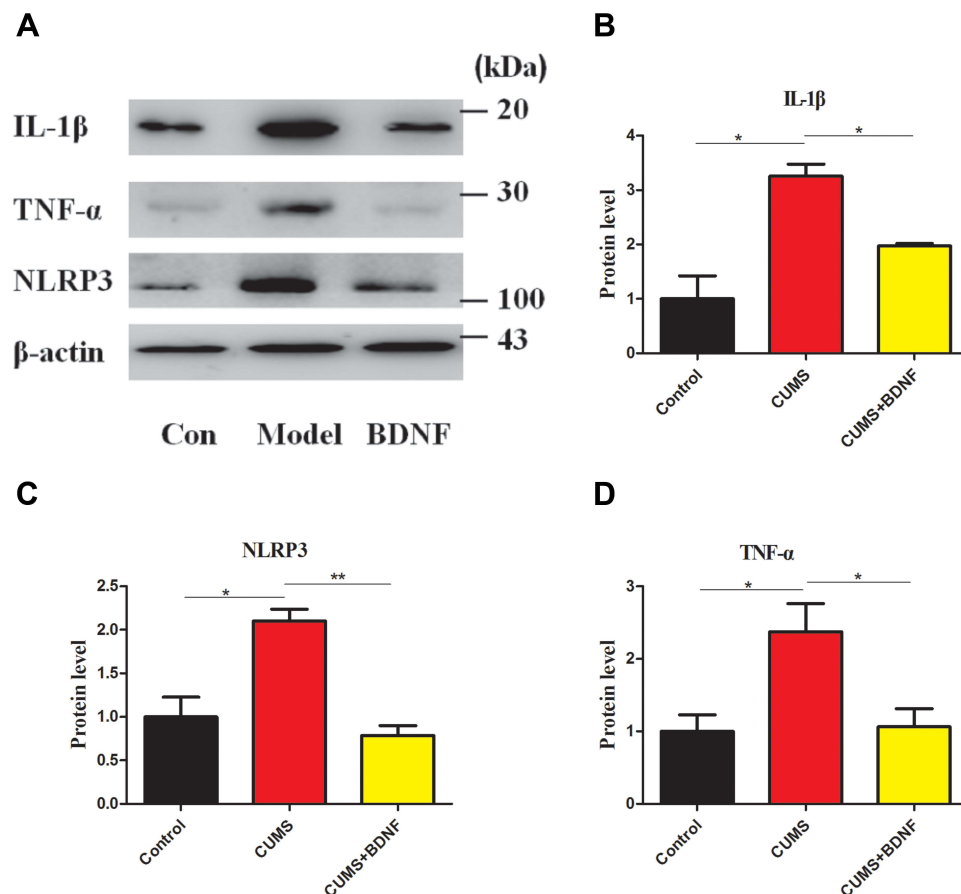 A
(kDa)
IL-1β
20
TNF-α
30
NLRP3
100
β-actin
43
Con Model BDNF
B
IL-1β
* *
Protein level
4
3
2
1
0
Control
CUMS
CUMS+BDNF
C
NLRP3
* **
Protein level
2.5
2.0
1.5
1.0
0.5
0.0
Control
CUMS
CUMS+BDNF
D
TNF-α
* *
Protein level
3
2
1
0
Control
CUMS
CUMS+BDNF